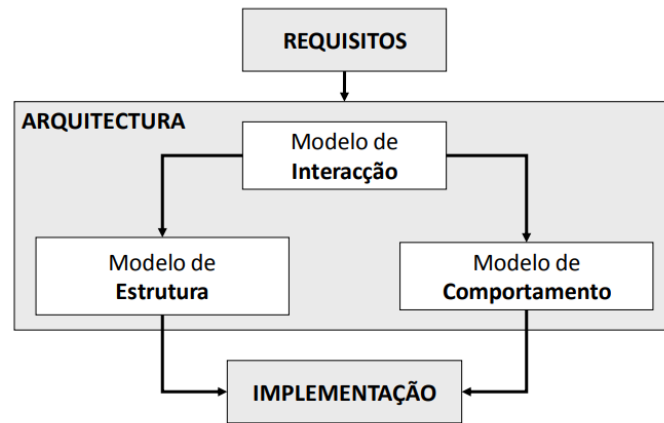 REQUISITOS
ARQUITECTURA
Modelo de
Interacção
Modelo de
Estrutura
Modelo de
Comportamento
IMPLEMENTAÇÃO